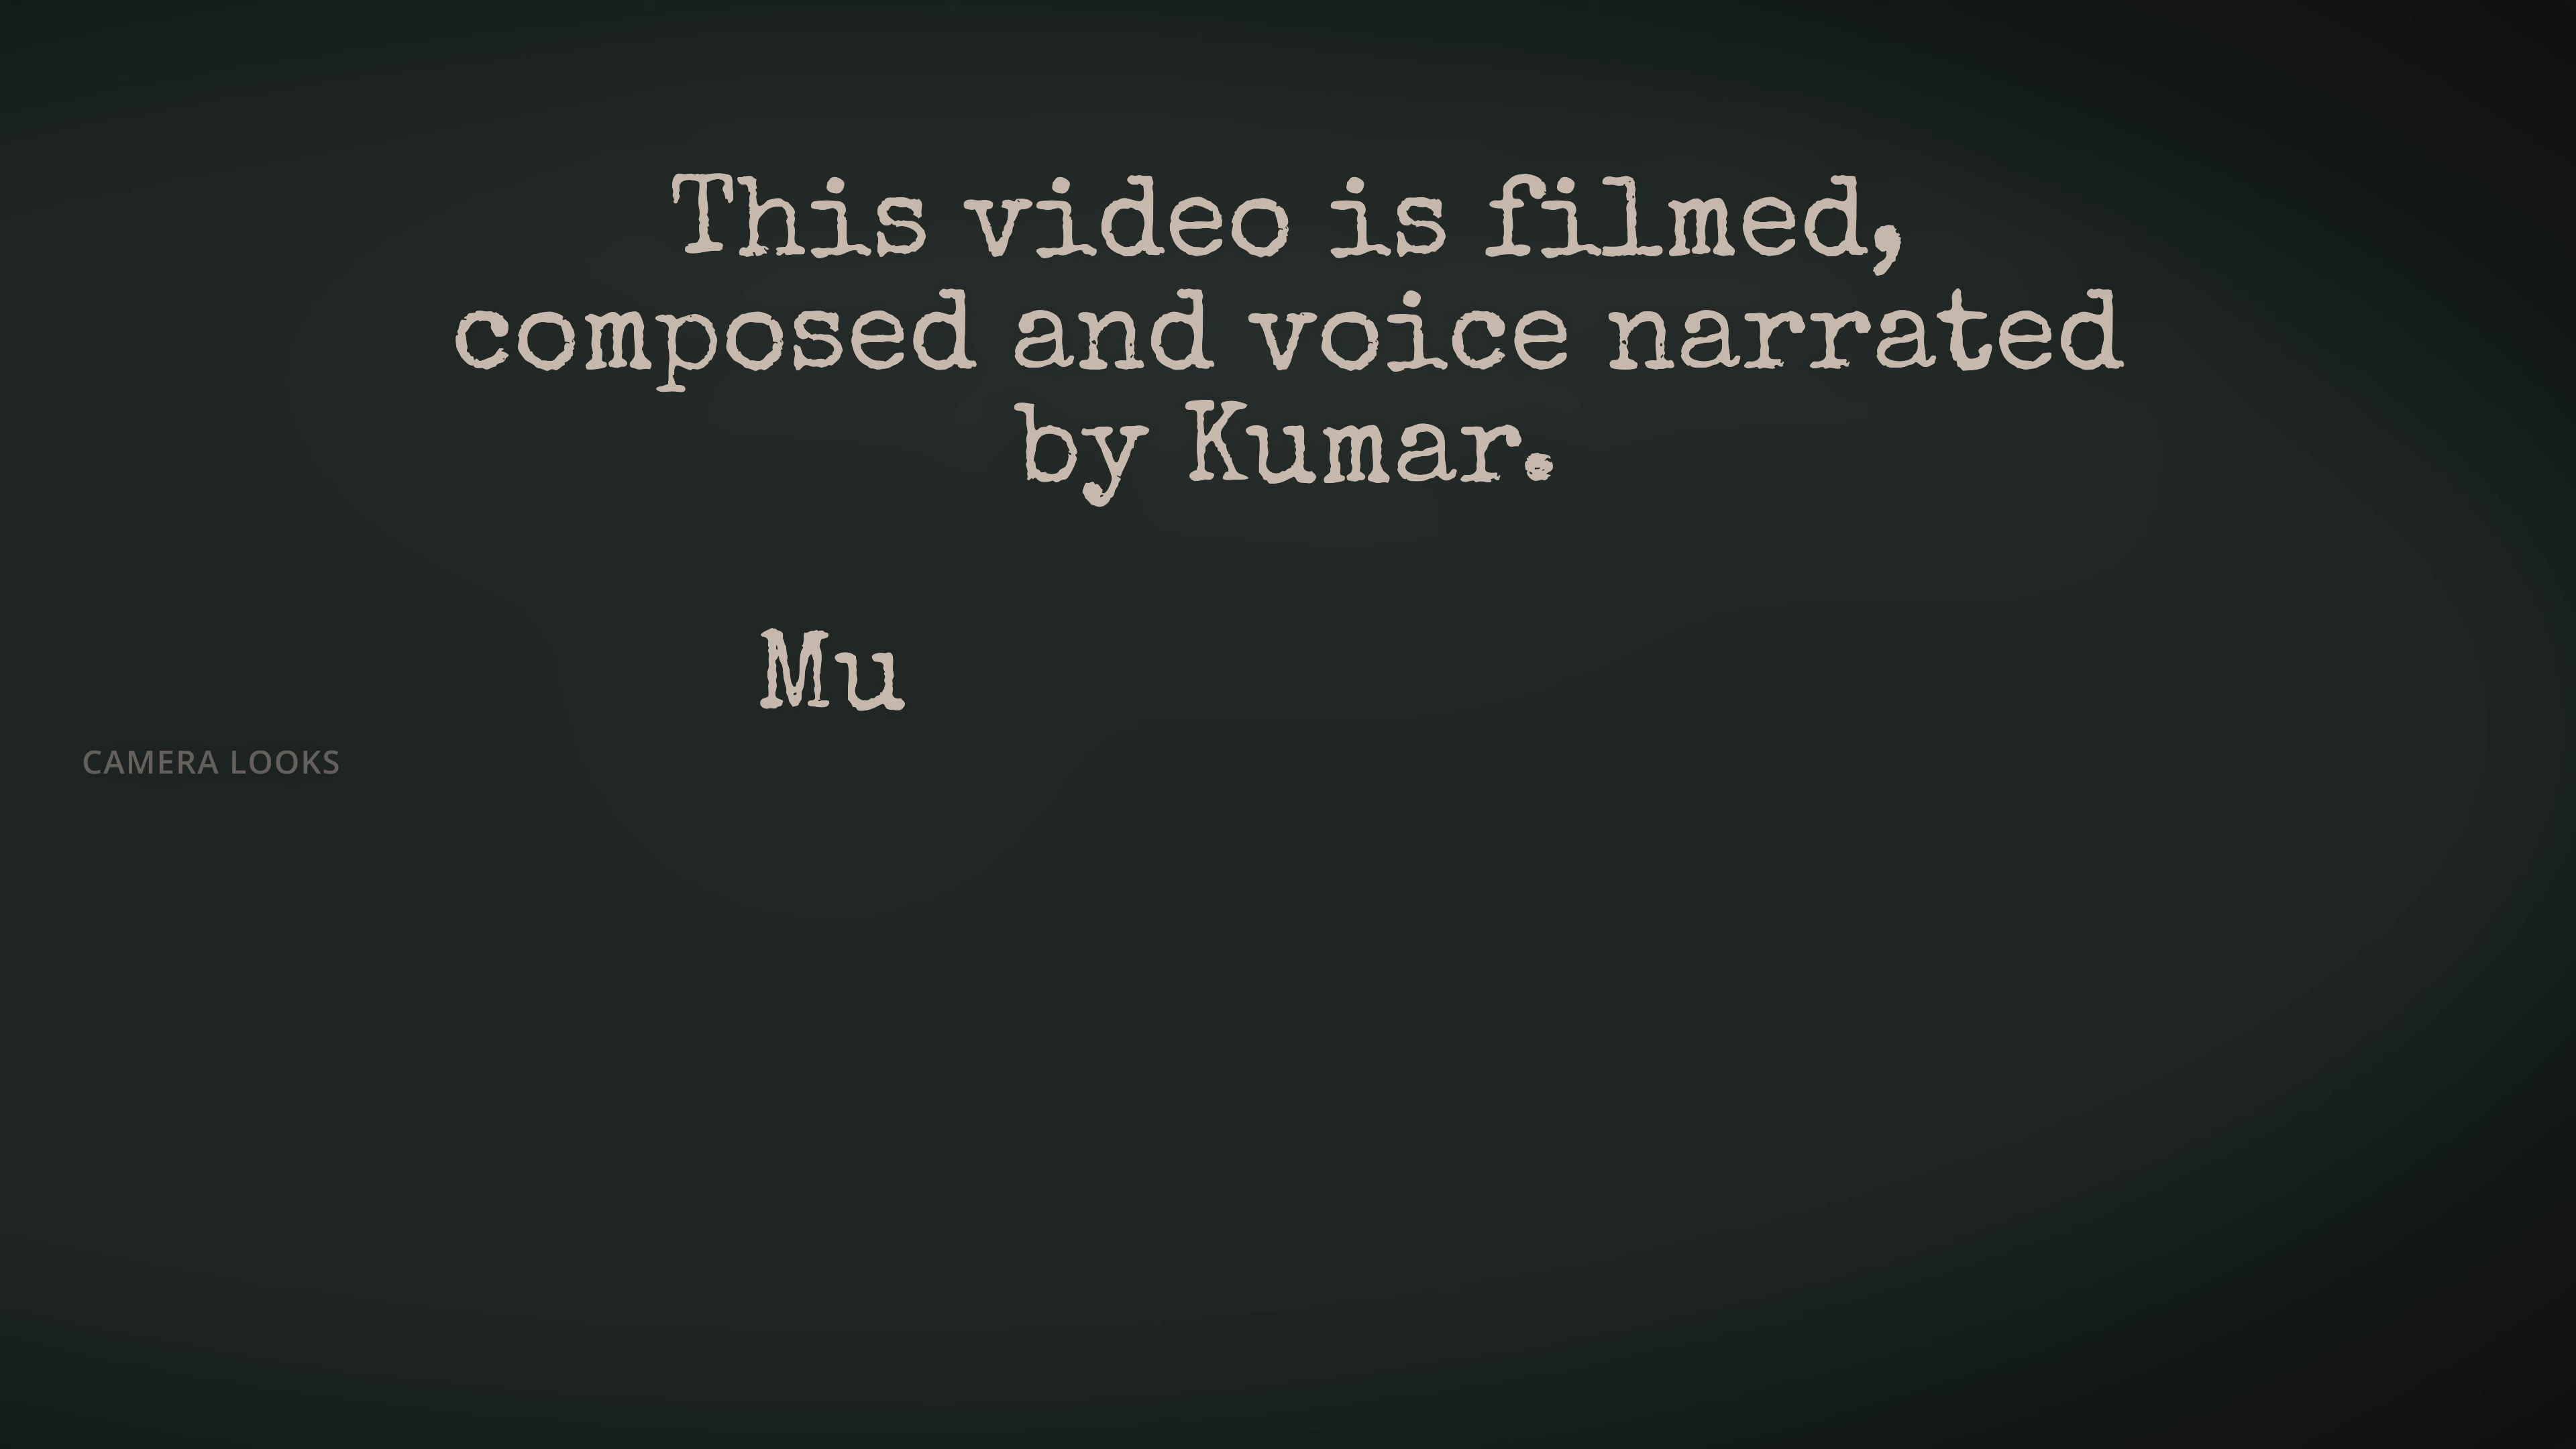 This video is filmed,
composed and voice narrated
by Kumar.
Mu
CAMERA LOOKS